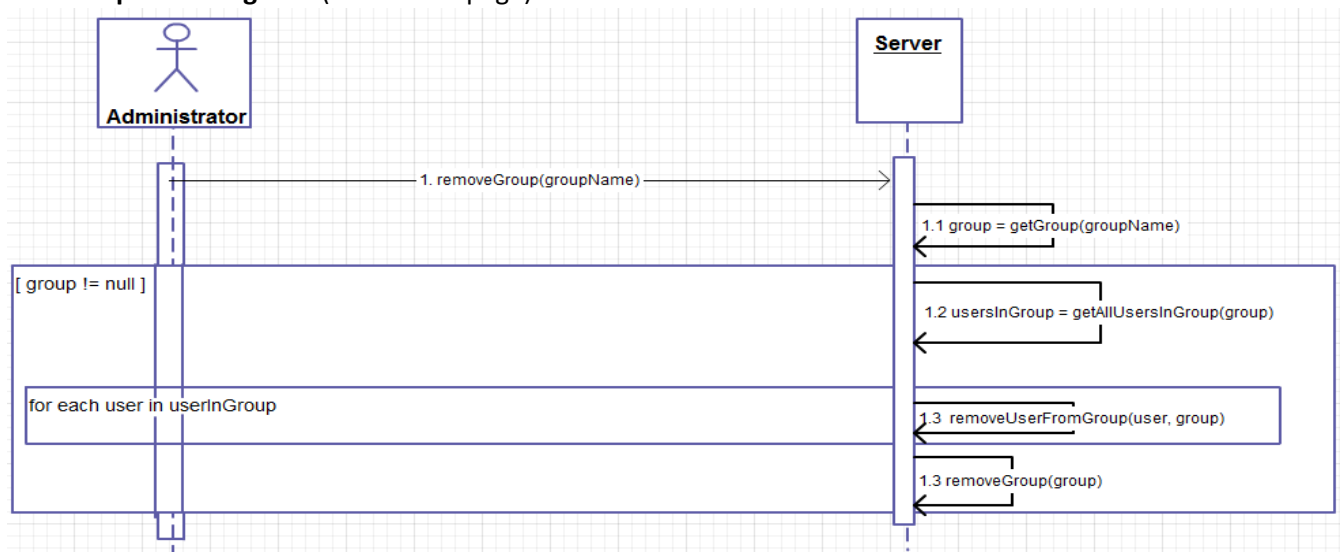 Administrator
Server
1. removeGroup(groupName)
1.1 group = getGroup(groupName)
[ group != null ]
1.2 usersInGroup = getAllUsersInGroup(group)
for each user in userInGroup
1.3 removeUserFromGroup(user, group)
1.3 removeGroup(group)